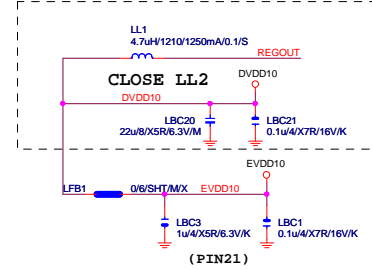 LL1
4.7uH/1210/1250mA/0.1/S
REGOUT
CLOSE LL2
DVDD10
DVDD10
LBC20
22u/8/X5R/6.3V/M
LBC21
0.1u/4/X7R/16V/K
EVDD10
LFB1
0/6/SHT/M/X
EVDD10
LBC3
1u/4/X5R/6.3V/K
LBC1
0.1u/4/X7R/16V/K
(PIN21)